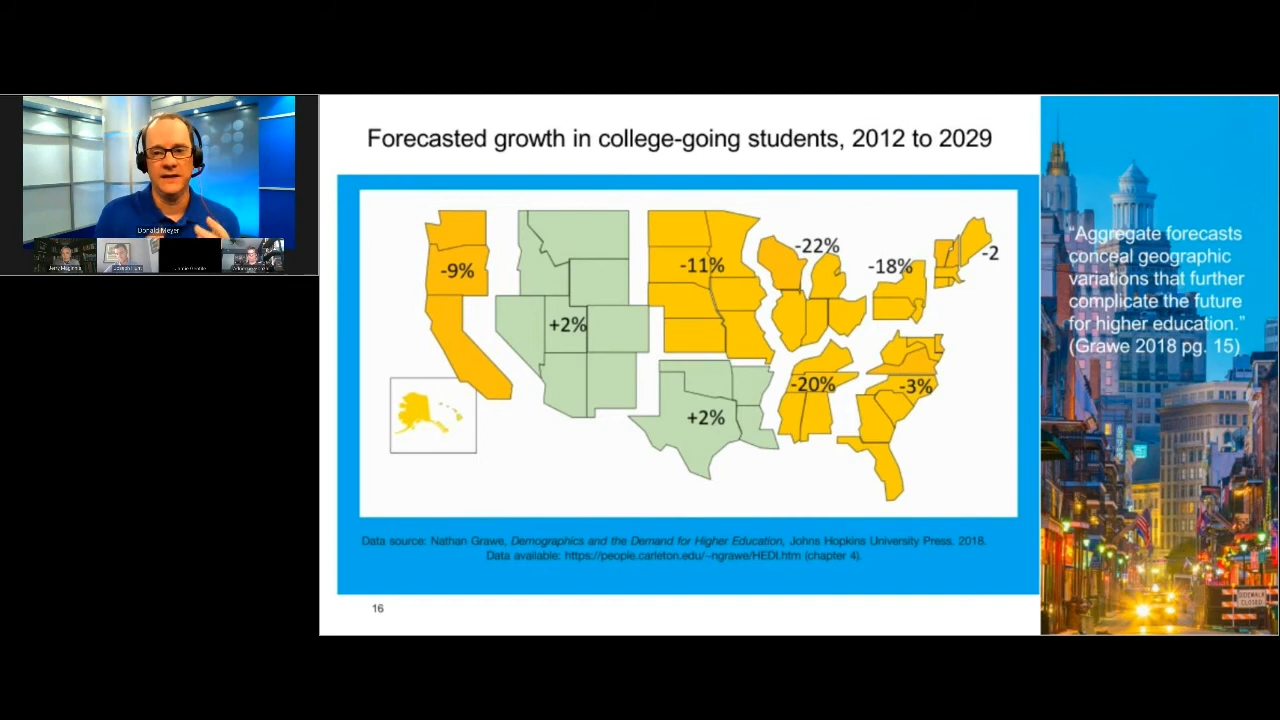 Forecasted growth in college-going students, 2012 to 2029
Donald Meyer
-9%
+2%
-11%
+2%
-22%
-18%
-2
-20%
-3%
"Aggregate forecasts
conceal geographic
variations that further
complicate the future
for higher education."
(Grawe 2018 pg. 15)
Data source: Nathan Grawe, Demographics and the Demand for Higher Education, Johns Hopkins University Press, 2018.
Data available: https://people.carleton.edu/~ngrawe/HEDI.htm (chapter 4).
16
SIDEWALK
CLOSED